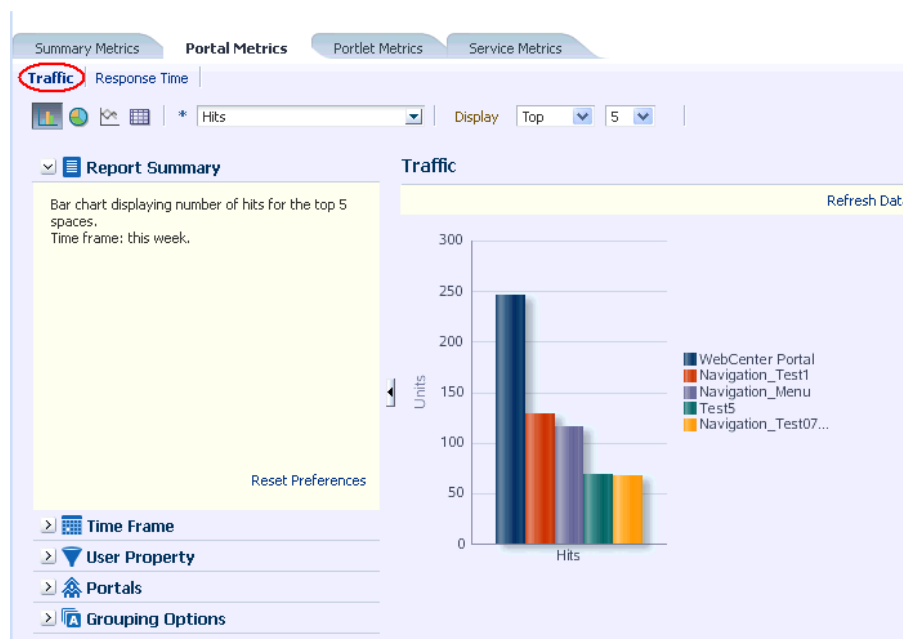 Summary Metrics Portal Metrics Portlet Metrics Service Metrics
Traffic Response Time
* Hits Display Top 5
Report Summary
Bar chart displaying number of hits for the top 5
spaces.
Time frame: this week.
Reset Preferences
Time Frame
User Property
Portals
Grouping Options
Traffic
Refresh Dat
300
250
200
150
100
50
0
Units
Hits
WebCenter Portal
Navigation_Test1
Navigation_Menu
Test5
Navigation_Test07...